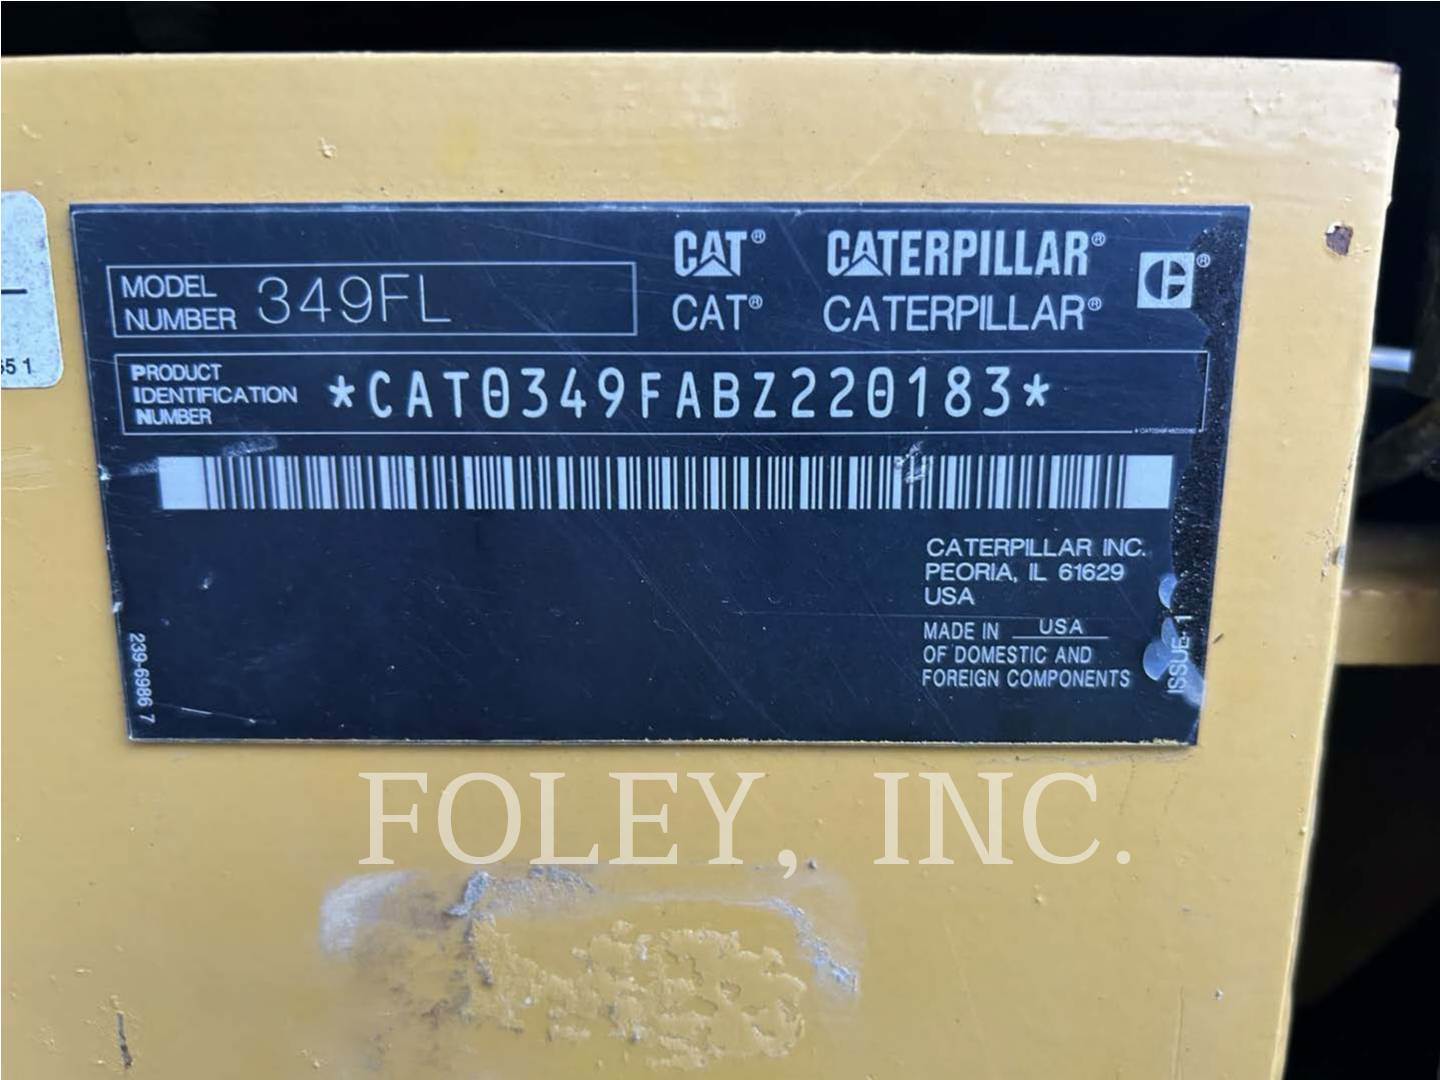 CAT® CATERPILLAR®
CAT® CATERPILLAR®
MODEL NUMBER 349FL
PRODUCT IDENTIFICATION NUMBER *CAT0349FABZ220183*
CATERPILLAR INC.
PEORIA, IL 61629
USA
MADE IN USA
OF DOMESTIC AND
FOREIGN COMPONENTS
ISSUE 1
239-6986 7
FOLEY, INC.